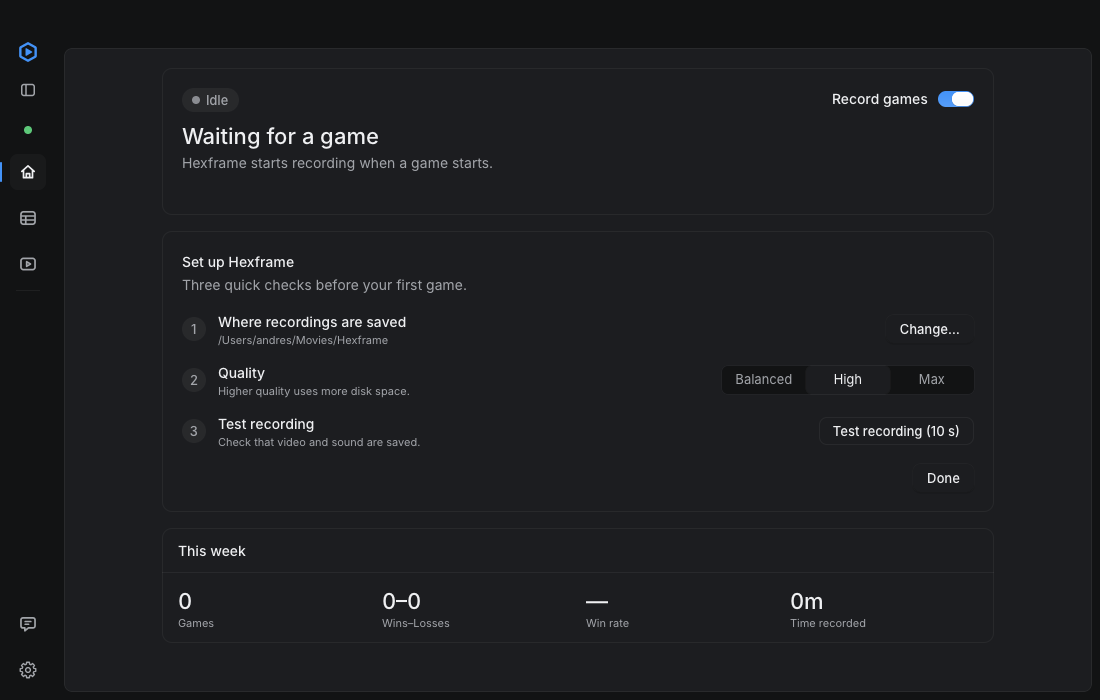 Idle
Record games
Waiting for a game
Hexframe starts recording when a game starts.
Set up Hexframe
Three quick checks before your first game.
1
Where recordings are saved
/Users/andres/Movies/Hexframe
Change...
2
Quality
Higher quality uses more disk space.
Balanced
High
Max
3
Test recording
Check that video and sound are saved.
Test recording (10 s)
Done
This week
0
Games
0–0
Wins–Losses
—
Win rate
0m
Time recorded